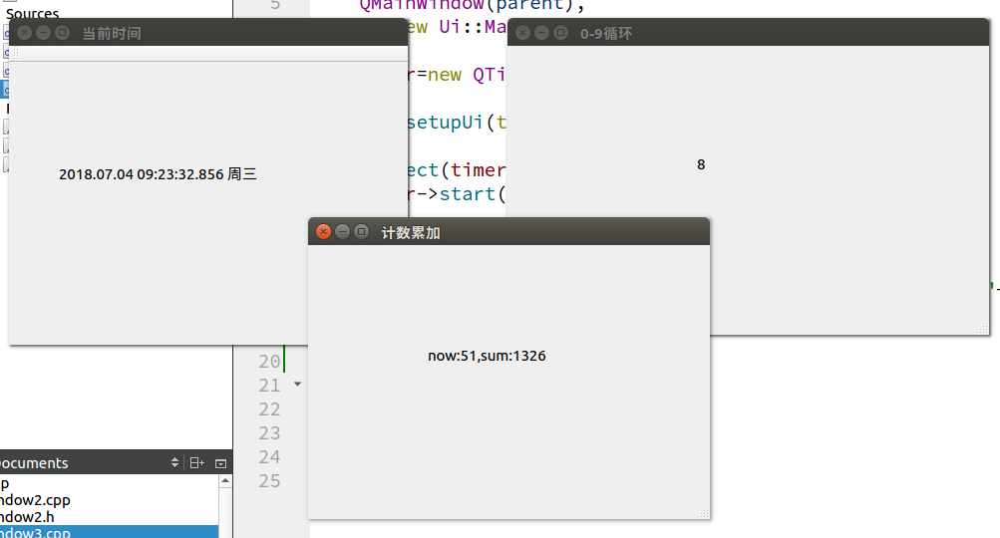 Sources
5
QMainWindow(parent),
当前时间
ew Ui::Ma
0-9循环
r=new QTi
setupUi(t
2018.07.04 09:23:32.856 周三
8
ect(timer
r->start(
计数累加
now:51,sum:1326
20
21
22
23
24
25
ocuments
pp
ndow2.cpp
ndow2.h
ndow3.cpp